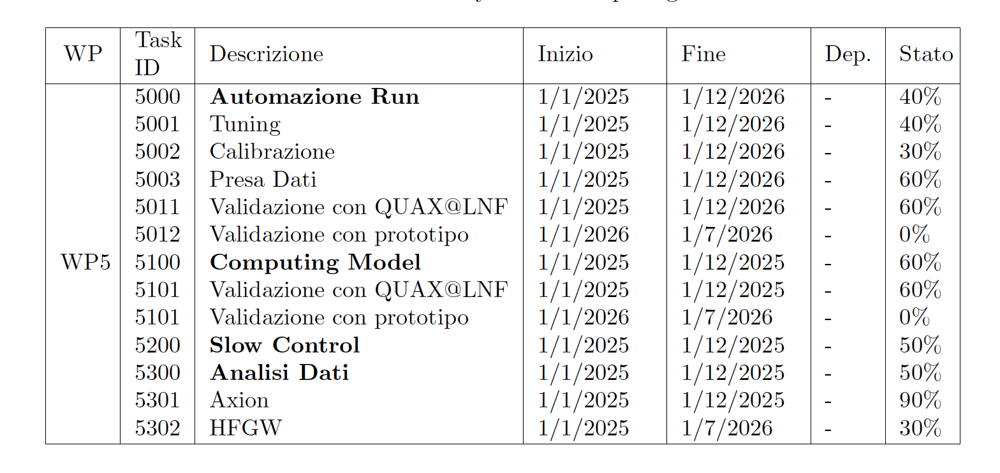 WP Task ID Descrizione Inizio Fine Dep. Stato
5000 Automazione Run 1/1/2025 1/12/2026 - 40%
5001 Tuning 1/1/2025 1/12/2026 - 40%
5002 Calibrazione 1/1/2025 1/12/2026 - 30%
5003 Presa Dati 1/1/2025 1/12/2026 - 60%
5011 Validazione con QUAX@LNF 1/1/2025 1/12/2026 - 60%
5012 Validazione con prototipo 1/1/2026 1/7/2026 - 0%
WP5 5100 Computing Model 1/1/2025 1/12/2025 - 60%
5101 Validazione con QUAX@LNF 1/1/2025 1/12/2025 - 60%
5101 Validazione con prototipo 1/1/2026 1/7/2026 - 0%
5200 Slow Control 1/1/2025 1/12/2025 - 50%
5300 Analisi Dati 1/1/2025 1/12/2025 - 50%
5301 Axion 1/1/2025 1/12/2025 - 90%
5302 HFGW 1/1/2025 1/7/2026 - 30%